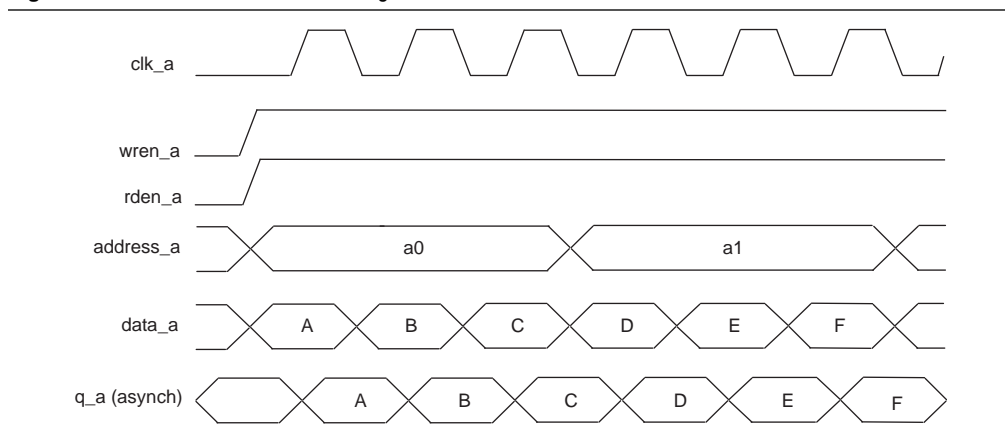 clk_a
wren_a
rden_a
address_a a0 a1
data_a A B C D E F
q_a (asynch) A B C D E F